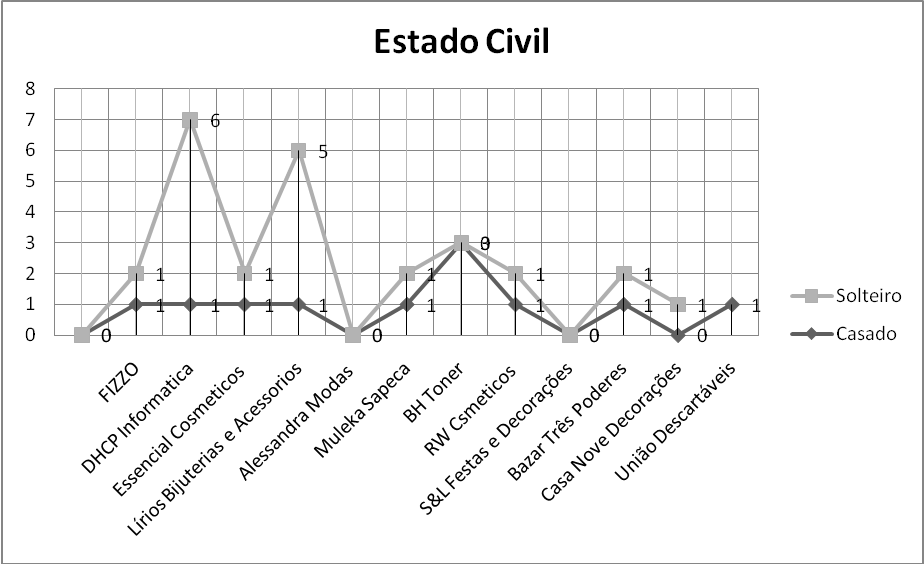 Estado Civil
8
7
6
5
4
3
2
1
0
6
5
1
1
1
1
1
1
1
1
1
1
1
1
1
1
0
0
0
0
3
Solteiro
Casado
FIZZO
DHCP Informatica
Essencial Cosmeticos
Lírios Bijuterias e Acessorios
Alessandra Modas
Muleka Sapeca
BH Toner
RW Csmeticos
S&L Festas e Decorações
Bazar Três Poderes
Casa Nove Decorações
União Descartáveis